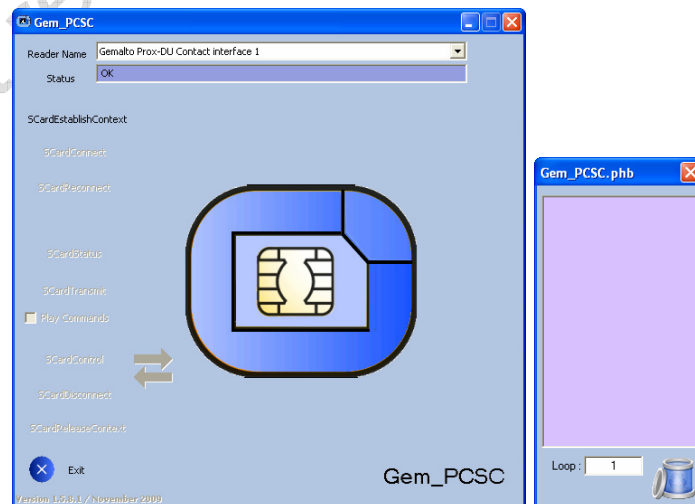 Gem_PCSC
Reader Name Gemalto Prox-DU Contact interface 1
Status OK
SCardEstablishContext
SCardConnect
SCardReconnect
SCardStatus
SCardTransmit
Play Commands
SCardControl
SCardDisconnect
SCardReleaseContext
Exit
Gem_PCSC
Version 1.5.3.1 / November 2009
Gem_PCSC.phb
Loop : 1